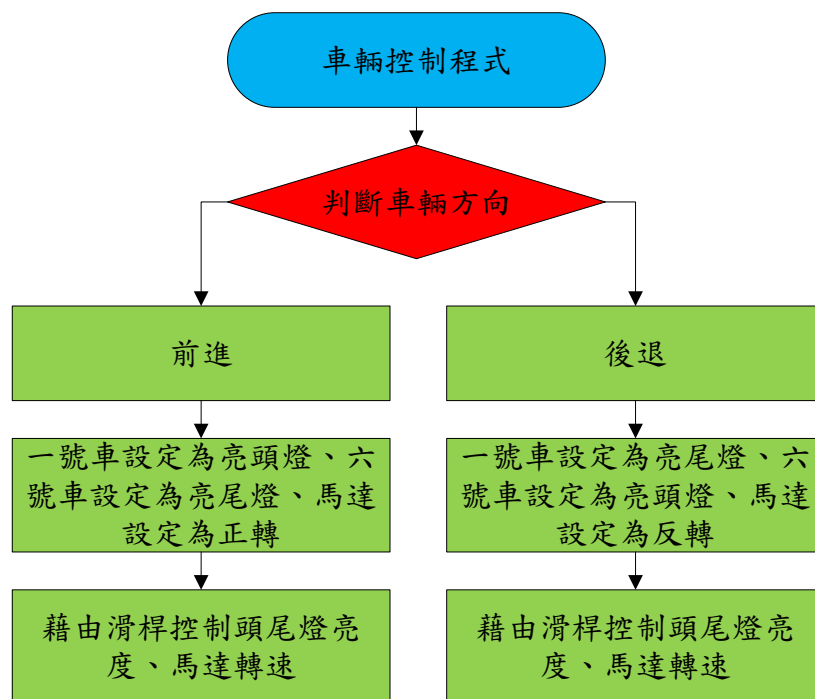 車輛控制程式
判斷車輛方向
前進
一號車設定為亮頭燈、六
號車設定為亮尾燈、馬達
設定為正轉
藉由滑桿控制頭尾燈亮
度、馬達轉速
後退
一號車設定為亮尾燈、六
號車設定為亮頭燈、馬達
設定為反轉
藉由滑桿控制頭尾燈亮
度、馬達轉速